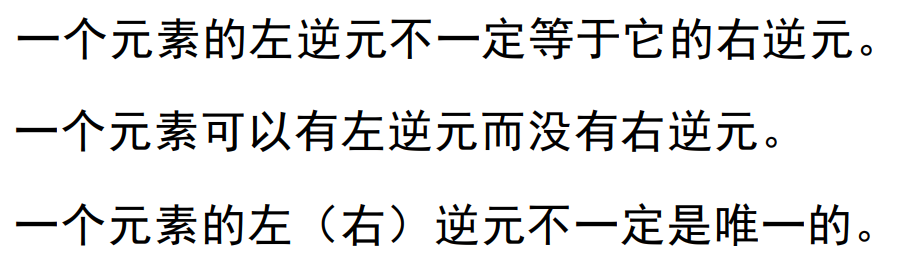 一个元素的左逆元不一定等于它的右逆元。
一个元素可以有左逆元而没有右逆元。
一个元素的左（右）逆元不一定是唯一的。